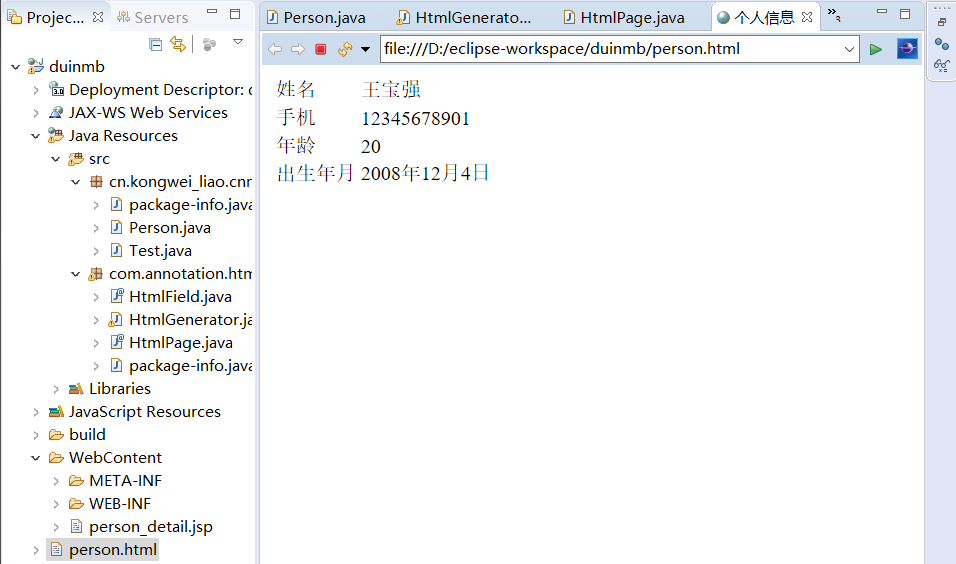 Projec...
Servers
duinmb
Deployment Descriptor: d
JAX-WS Web Services
Java Resources
src
cn.kongwei_liao.cnn
package-info.java
Person.java
Test.java
com.annotation.htm
HtmlField.java
HtmlGenerator.ja
HtmlPage.java
package-info.java
Libraries
JavaScript Resources
build
WebContent
META-INF
WEB-INF
person_detail.jsp
person.html
Person.java
HtmlGenerato...
HtmlPage.java
个人信息
»3
file:///D:/eclipse-workspace/duinmb/person.html
姓名 王宝强
手机 12345678901
年龄 20
出生年月 2008年12月4日